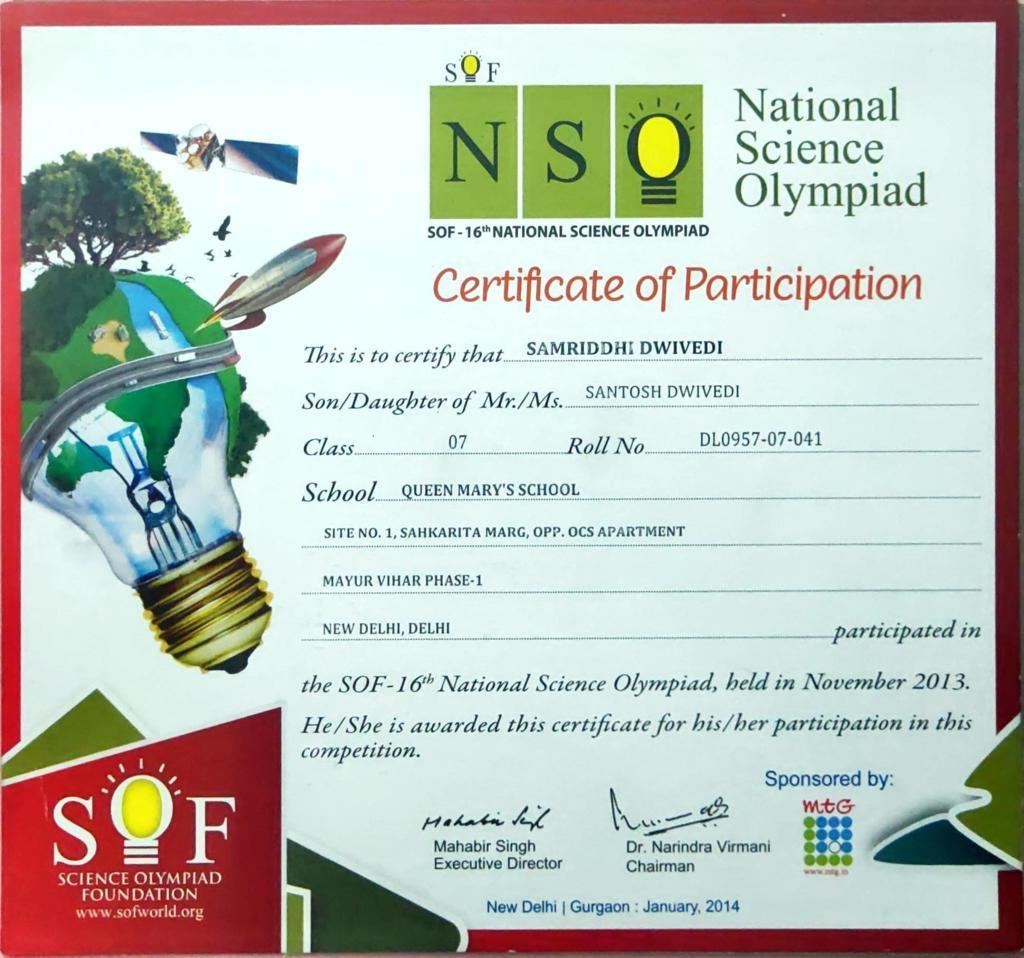 SOF
NSO
National
Science
Olympiad
SOF - 16th NATIONAL SCIENCE OLYMPIAD
Certificate of Participation
This is to certify that SAMRIDDHI DWIVEDI
Son/Daughter of Mr./Ms. SANTOSH DWIVEDI
Class 07 Roll No DL0957-07-041
School QUEEN MARY'S SCHOOL
SITE NO. 1, SAHKARITA MARG, OPP. OCS APARTMENT
MAYUR VIHAR PHASE-1
NEW DELHI, DELHI participated in
the SOF-16th National Science Olympiad, held in November 2013.
He/She is awarded this certificate for his/her participation in this
competition.
Sponsored by:
mtG
www.mtg.in
Mahabir Singh
Mahabir Singh
Executive Director
Dr. Narindra Virmani
Chairman
SOF
SCIENCE OLYMPIAD
FOUNDATION
www.sofworld.org
New Delhi | Gurgaon : January, 2014